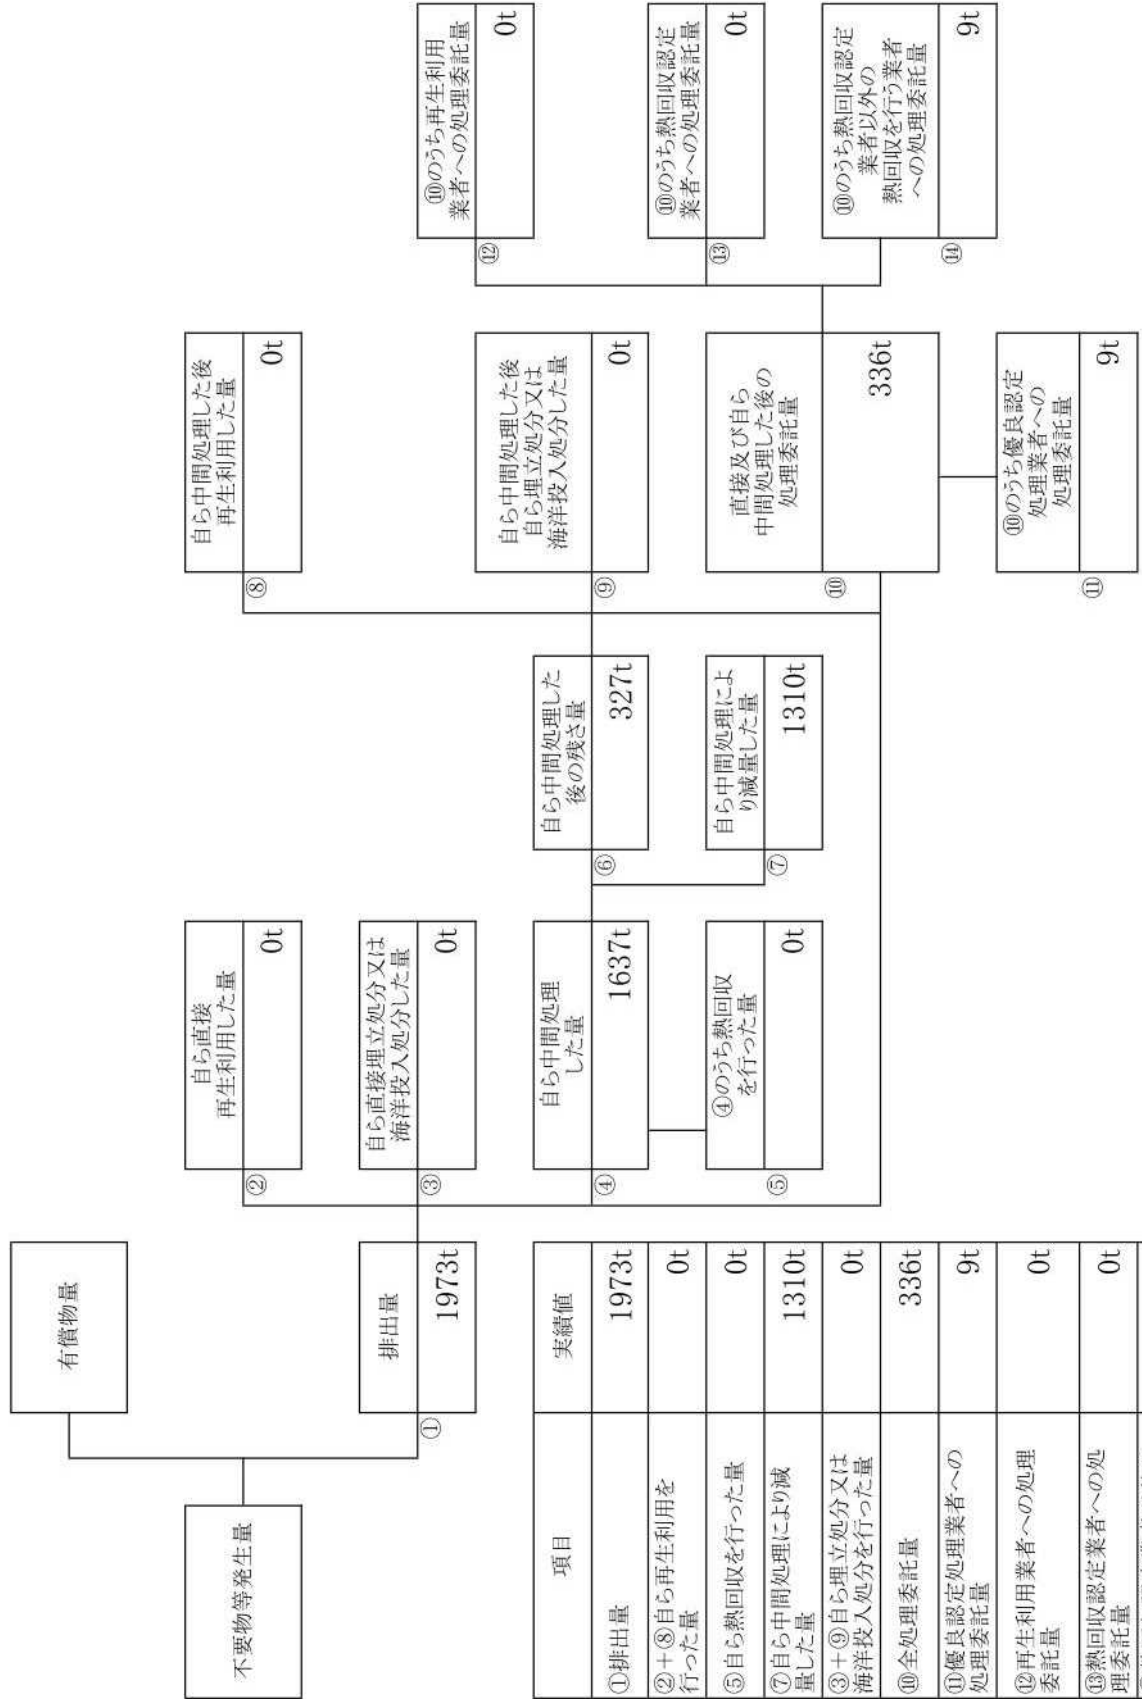 有償物量
不要物等発生量
排出量
①
1973t
自ら直接
再生利用した量
②
0t
自ら直接埋立処分又は
海洋投入処分した量
③
0t
自ら中間処理
した量
④
1637t
④のうち熱回収
を行った量
⑤
0t
自ら中間処理した
後の残さ量
⑥
327t
自ら中間処理によ
り減量した量
⑦
1310t
自ら中間処理した後
再生利用した量
⑧
0t
自ら中間処理した後
自ら埋立処分又は
海洋投入処分した量
⑨
0t
直接及び自ら
中間処理した後の
処理委託量
⑩
336t
⑩のうち優良認定
処理業者への
処理委託量
⑪
9t
⑩のうち再生利用
業者への処理委託量
⑫
0t
⑩のうち熱回収認定
業者への処理委託量
⑬
0t
⑩のうち熱回収認定
業者以外の
熱回収を行う業者
への処理委託量
⑭
9t
項目
実績値
①排出量
1973t
②+⑧自ら再生利用を
行った量
0t
⑤自ら熱回収を行った量
0t
⑦自ら中間処理により減
量した量
1310t
③+⑨自ら埋立処分又は
海洋投入処分を行った量
0t
⑩全処理委託量
336t
⑪優良認定処理業者への
処理委託量
9t
⑫再生利用業者への処理
委託量
0t
⑬熱回収認定業者への処
理委託量
0t